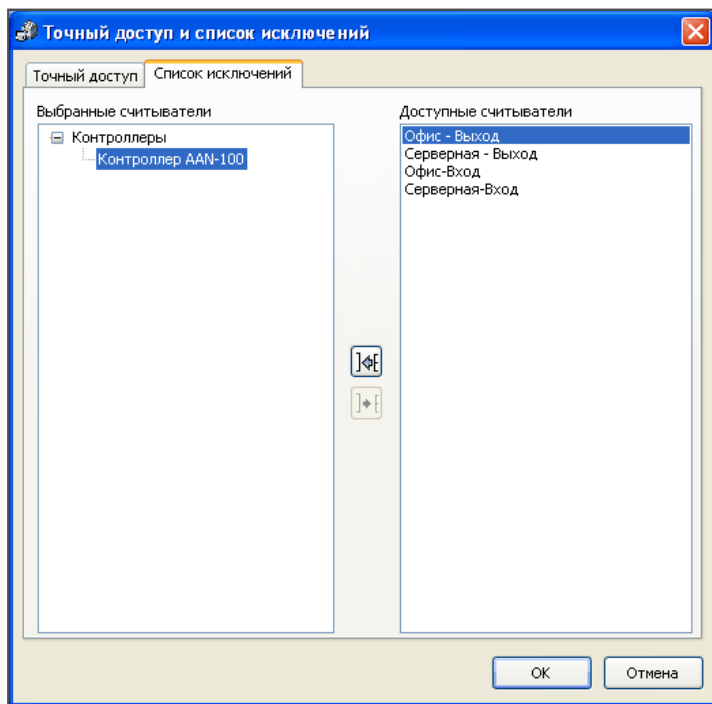 Точный доступ и список исключений
Точный доступ
Список исключений
Выбранные считыватели
Контроллеры
Контроллер AAN-100
Доступные считыватели
Офис - Выход
Серверная - Выход
Офис-Вход
Серверная-Вход
OK
Отмена